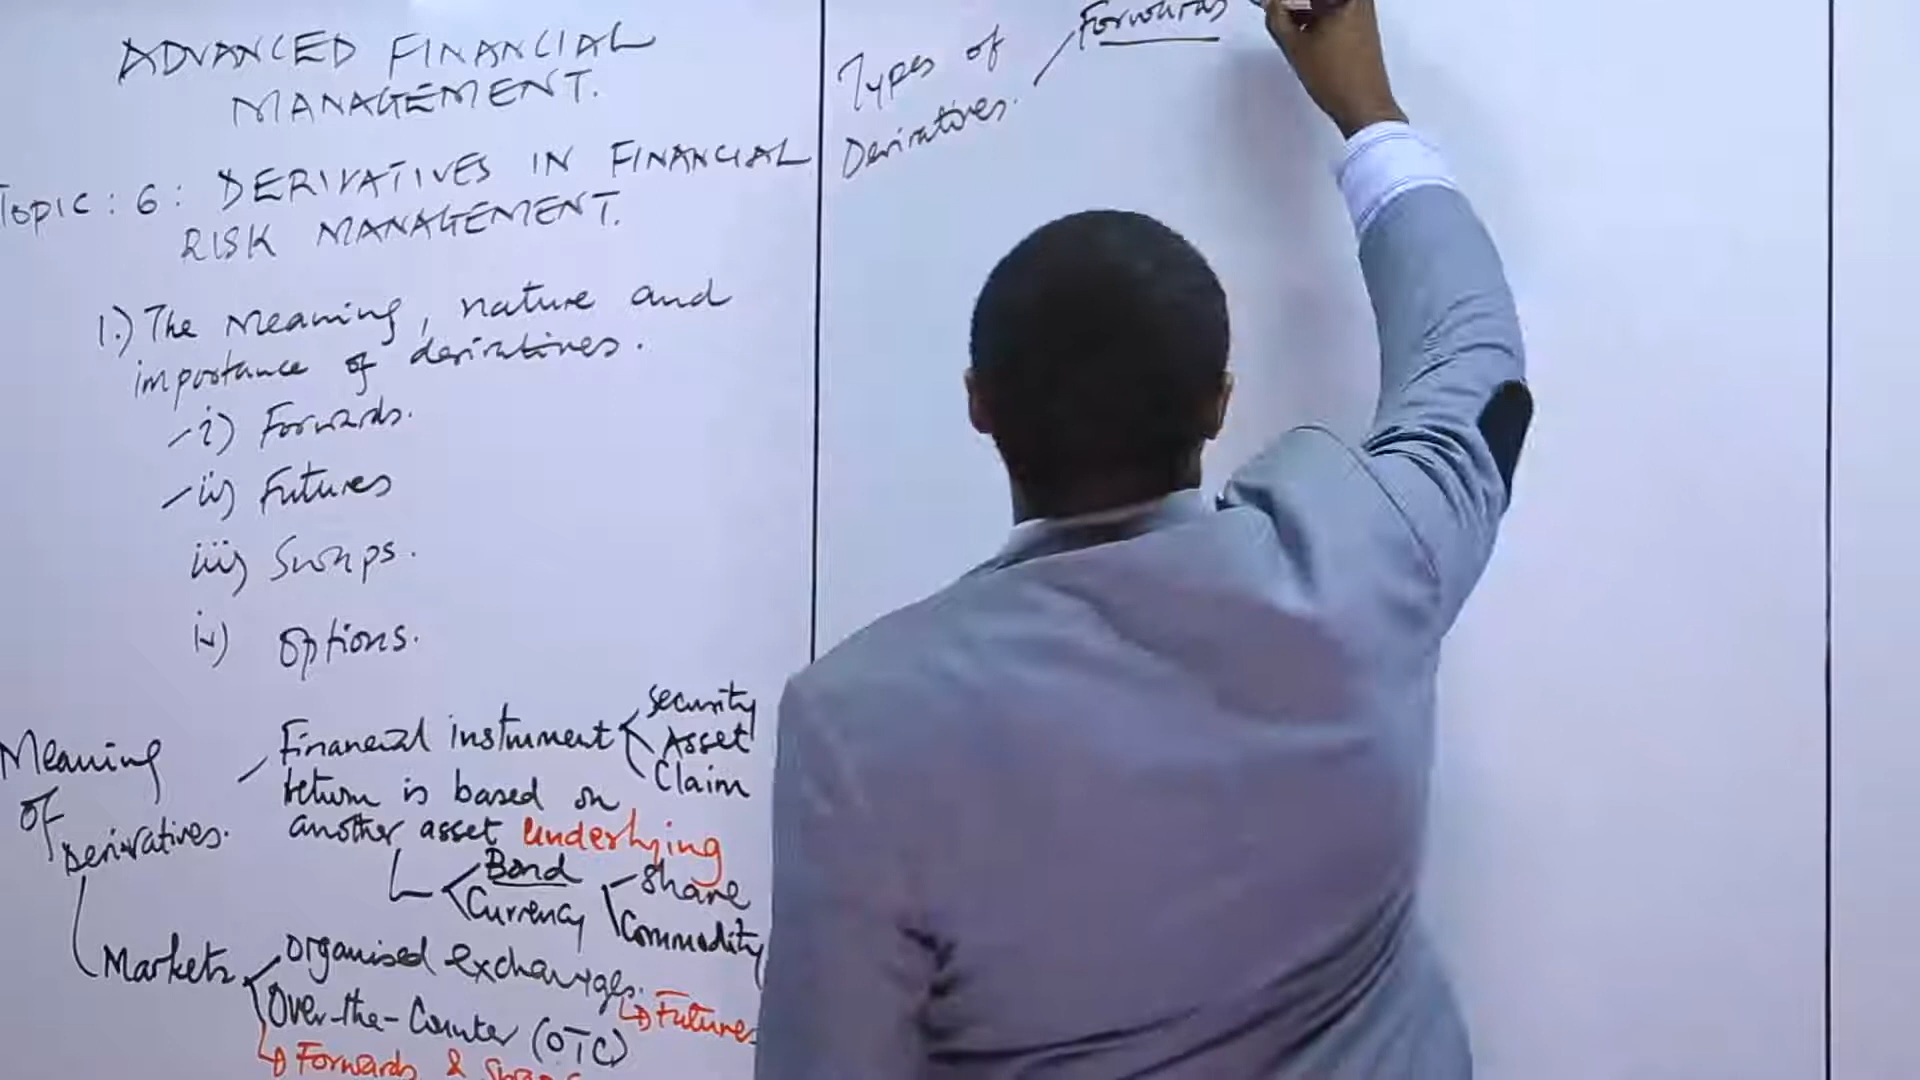 ADVANCED FINANCIAL
MANAGEMENT.
Topic: 6: DERIVATIVES IN FINANCIAL
RISK MANAGEMENT.
1.) The Meaning, nature and
importance of derivatives.
i) Forwards.
ii) Futures
iii) Swaps.
iv) Options.
Meaning
of
Derivatives.
Financial instrument
return is based on
another asset underlying
Security
Asset
Claim
Bond
Currency
Share
Commodity
Markets
Organised exchanges.
Futures
Over-the-Counter (OTC)
Forwards & Swaps
Types of
Derivatives.
Forwards